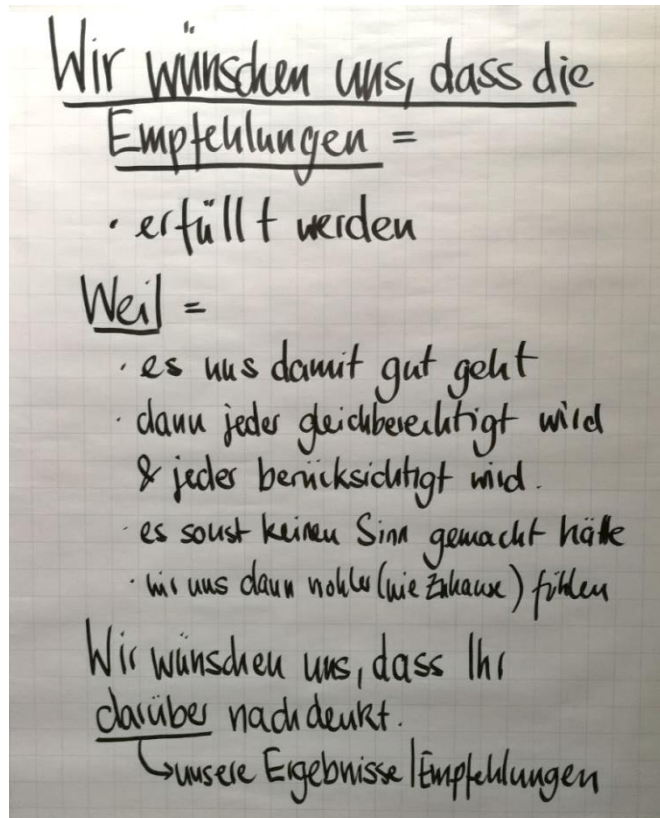 Wir wünschen uns, dass die
Empfehlungen =
· erfüllt werden
Weil =
· es uns damit gut geht
· dann jeder gleichberechtigt wird
& jeder berücksichtigt wird.
· es sonst keinen Sinn gemacht hätte
· wir uns dann wohler (wie Zuhause) fühlen
Wir wünschen uns, dass Ihr
darüber nachdenkt.
↳ unsere Ergebnisse | Empfehlungen